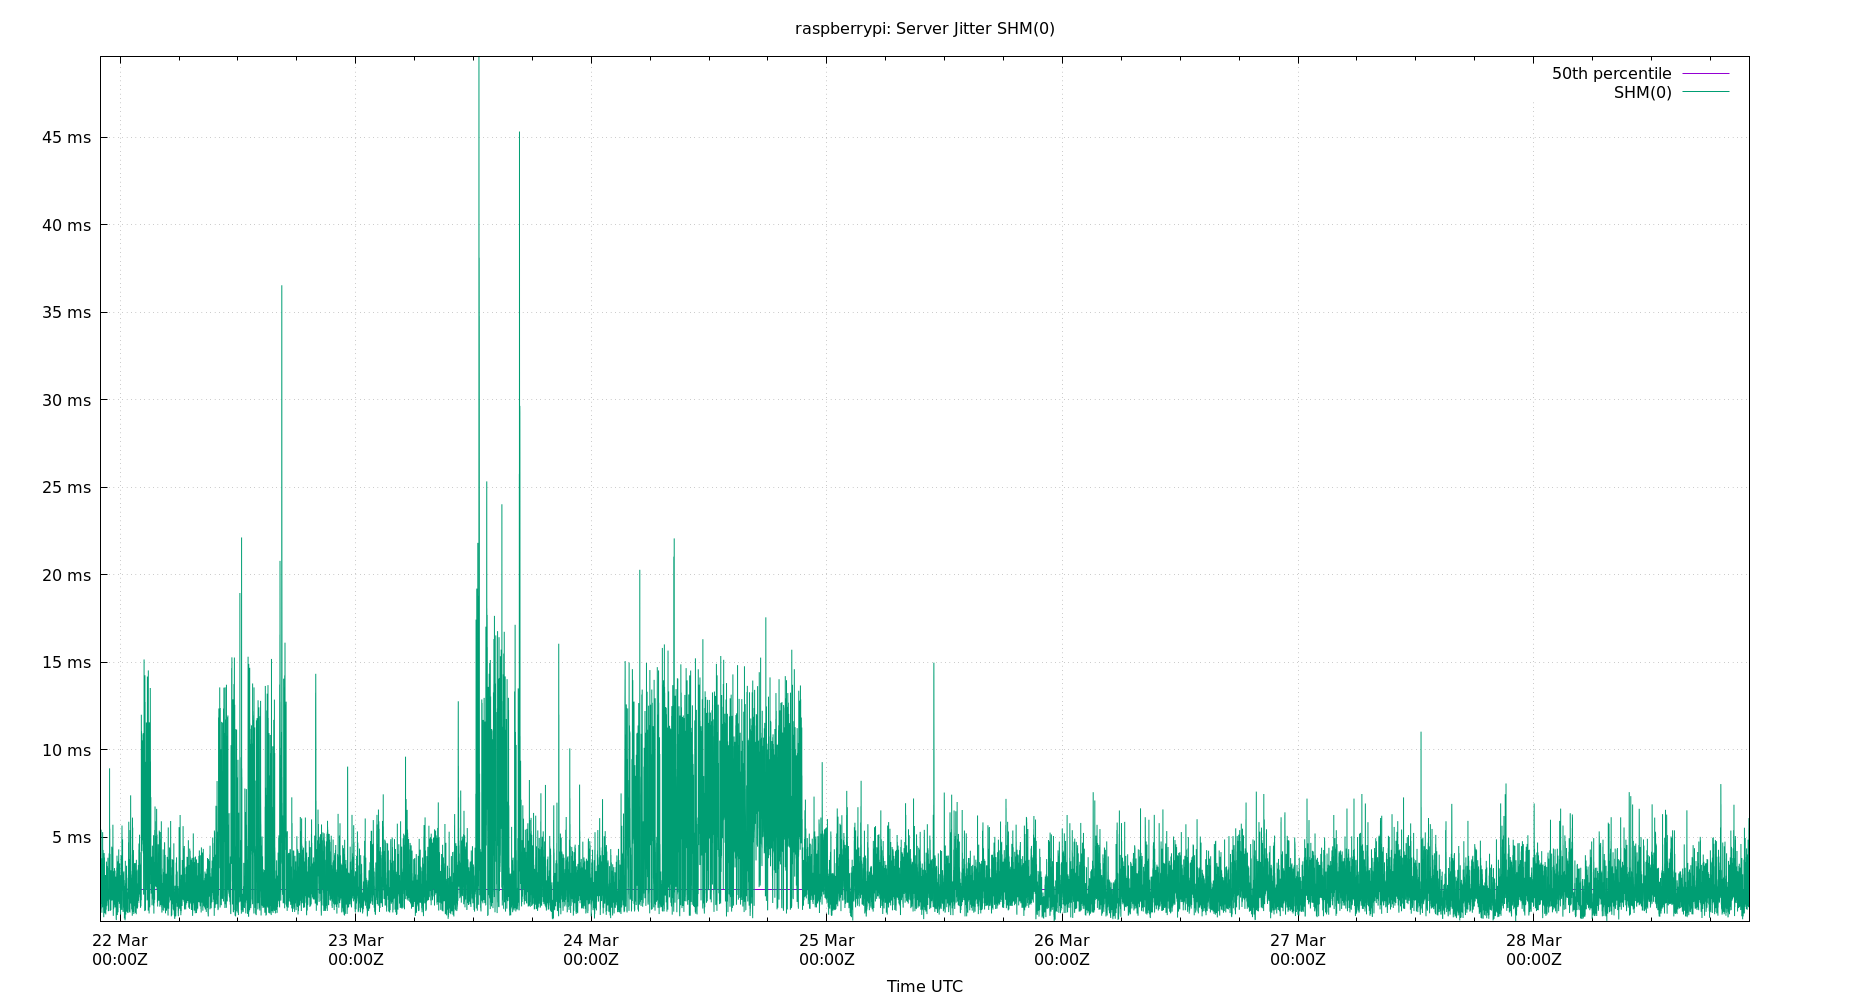 raspberrypi: Server Jitter SHM(0)
50th percentile
SHM(0)
45 ms
40 ms
35 ms
30 ms
25 ms
20 ms
15 ms
10 ms
5 ms
22 Mar 23 Mar 24 Mar 25 Mar 26 Mar 27 Mar 28 Mar
00:00Z 00:00Z 00:00Z 00:00Z 00:00Z 00:00Z 00:00Z
Time UTC